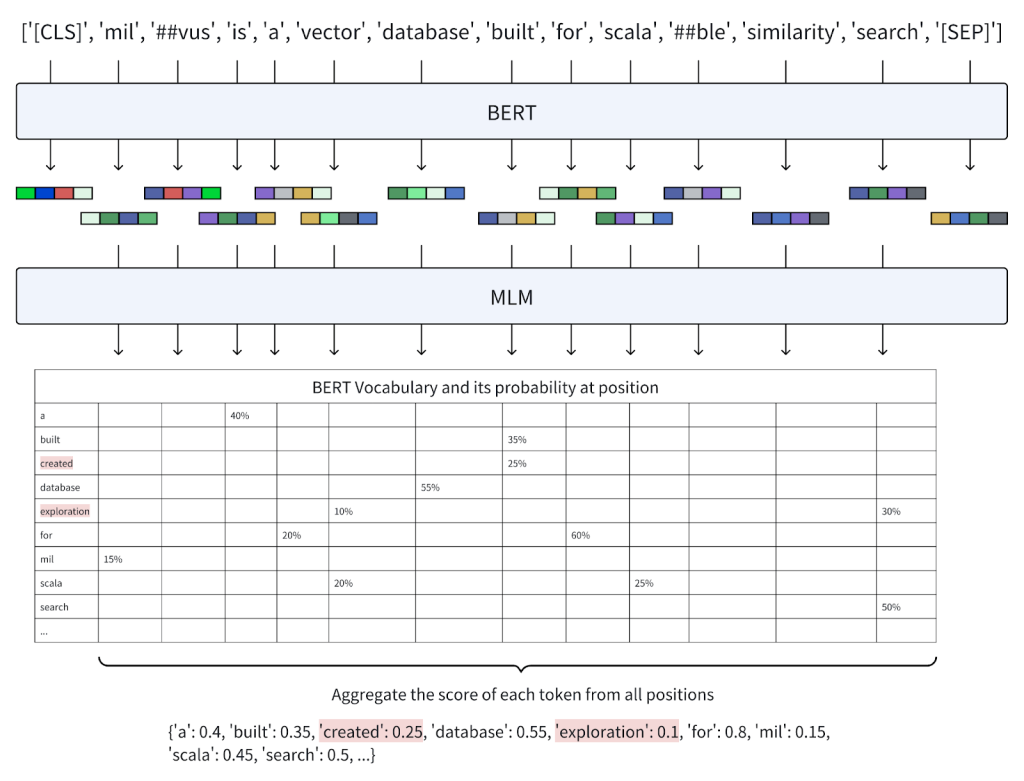 ['[CLS]', 'mil', '##vus', 'is', 'a', 'vector', 'database', 'built', 'for', 'scala', '##ble', 'similarity', 'search', '[SEP]']
BERT
MLM
BERT Vocabulary and its probability at position
a 40%
built 35%
created 25%
database 55%
exploration 10% 30%
for 20% 60%
mil 15%
scala 20% 25%
search 50%
...
Aggregate the score of each token from all positions
{'a': 0.4, 'built': 0.35, 'created': 0.25, 'database': 0.55, 'exploration': 0.1, 'for': 0.8, 'mil': 0.15,
'scala': 0.45, 'search': 0.5, ...}